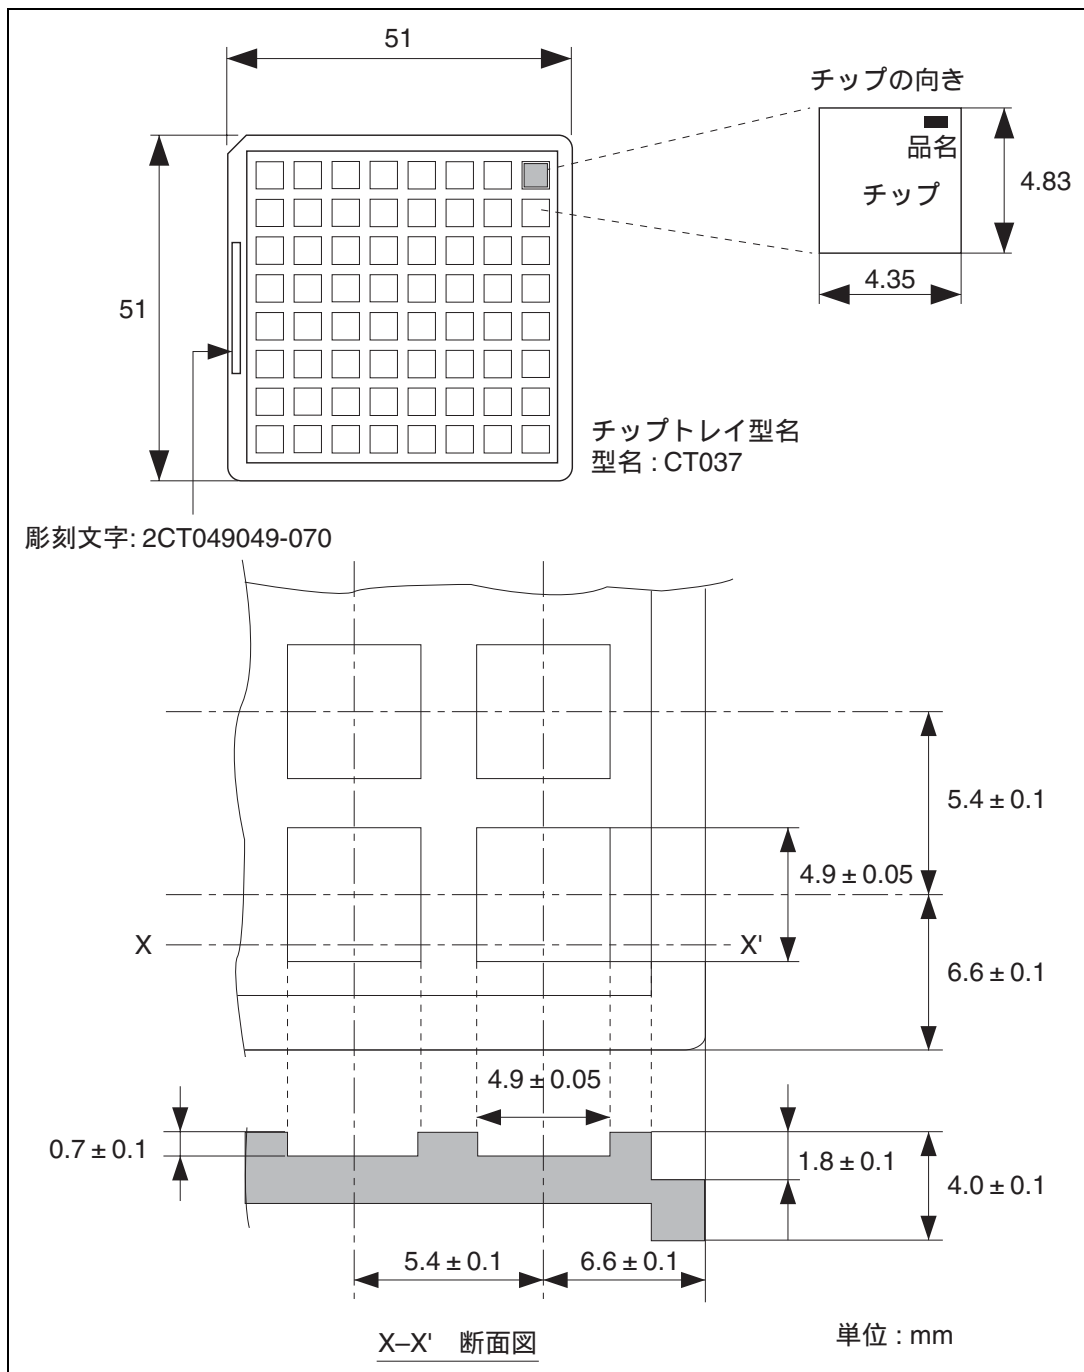 51
チップの向き
品名
チップ
4.83
4.35
51
チップトレイ型名
型名 : CT037
彫刻文字: 2CT049049-070
5.4 ± 0.1
4.9 ± 0.05
X
X'
6.6 ± 0.1
4.9 ± 0.05
0.7 ± 0.1
1.8 ± 0.1
4.0 ± 0.1
5.4 ± 0.1
6.6 ± 0.1
X–X' 断面図
単位 : mm